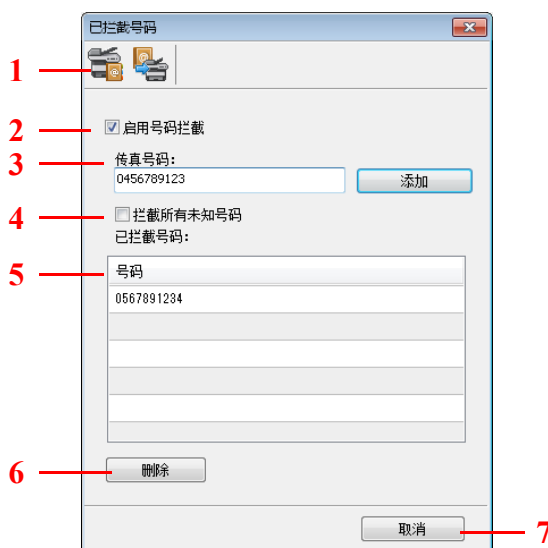 已拦截号码
1
2
启用号码拦截
3
传真号码：
0456789123
添加
4
拦截所有未知号码
已拦截号码：
5
号码
0567891234
6
删除
取消
7